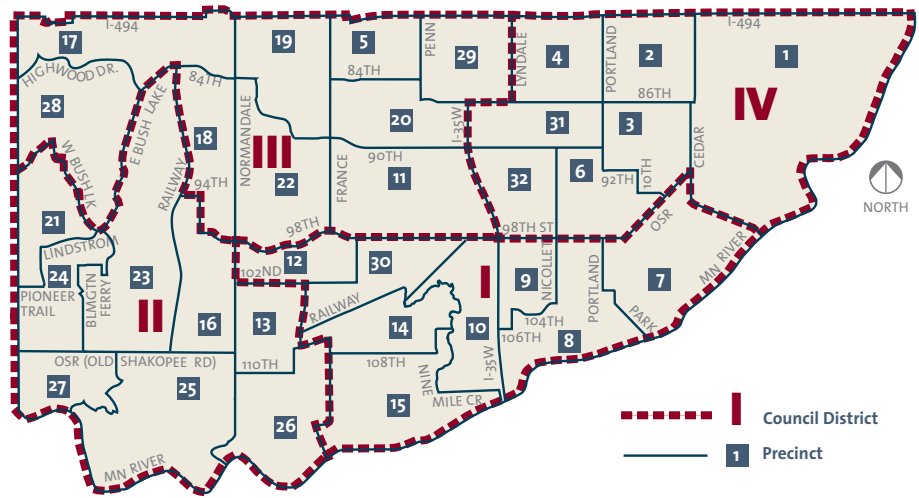 I-494
I-494
17
19
5
PENN
29
LYNDALE
4
PORTLAND
2
1
HIGHWOOD DR.
84TH
84TH
86TH
28
E BUSH LAKE
IV
18
NORMANDALE
III
20
I-35W
31
3
CEDAR
W BUSH LK
RAILWAY
94TH
22
FRANCE
90TH
11
32
6
92TH
10TH
NORTH
21
98TH
98TH ST
OSR
LINDSTROM
12
30
I
NICOLLET
MN RIVER
24
BLMGTN
FERRY
23
102ND
9
PORTLAND
7
PIONEER
TRAIL
II
16
13
RAILWAY
14
10
104TH
106TH
8
PARK
OSR (OLD SHAKOPEE RD)
110TH
108TH
I-35W
27
25
NINE
MILE CR.
15
26
MN RIVER
I Council District
1 Precinct